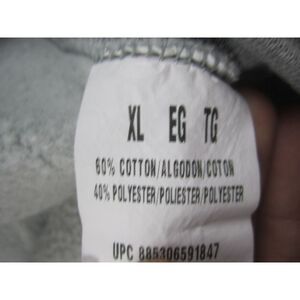 XL EG TG
60% COTTON/ALGODON/COTON
40% POLYESTER/POLIESTER/POLYESTER
UPC 885306591847